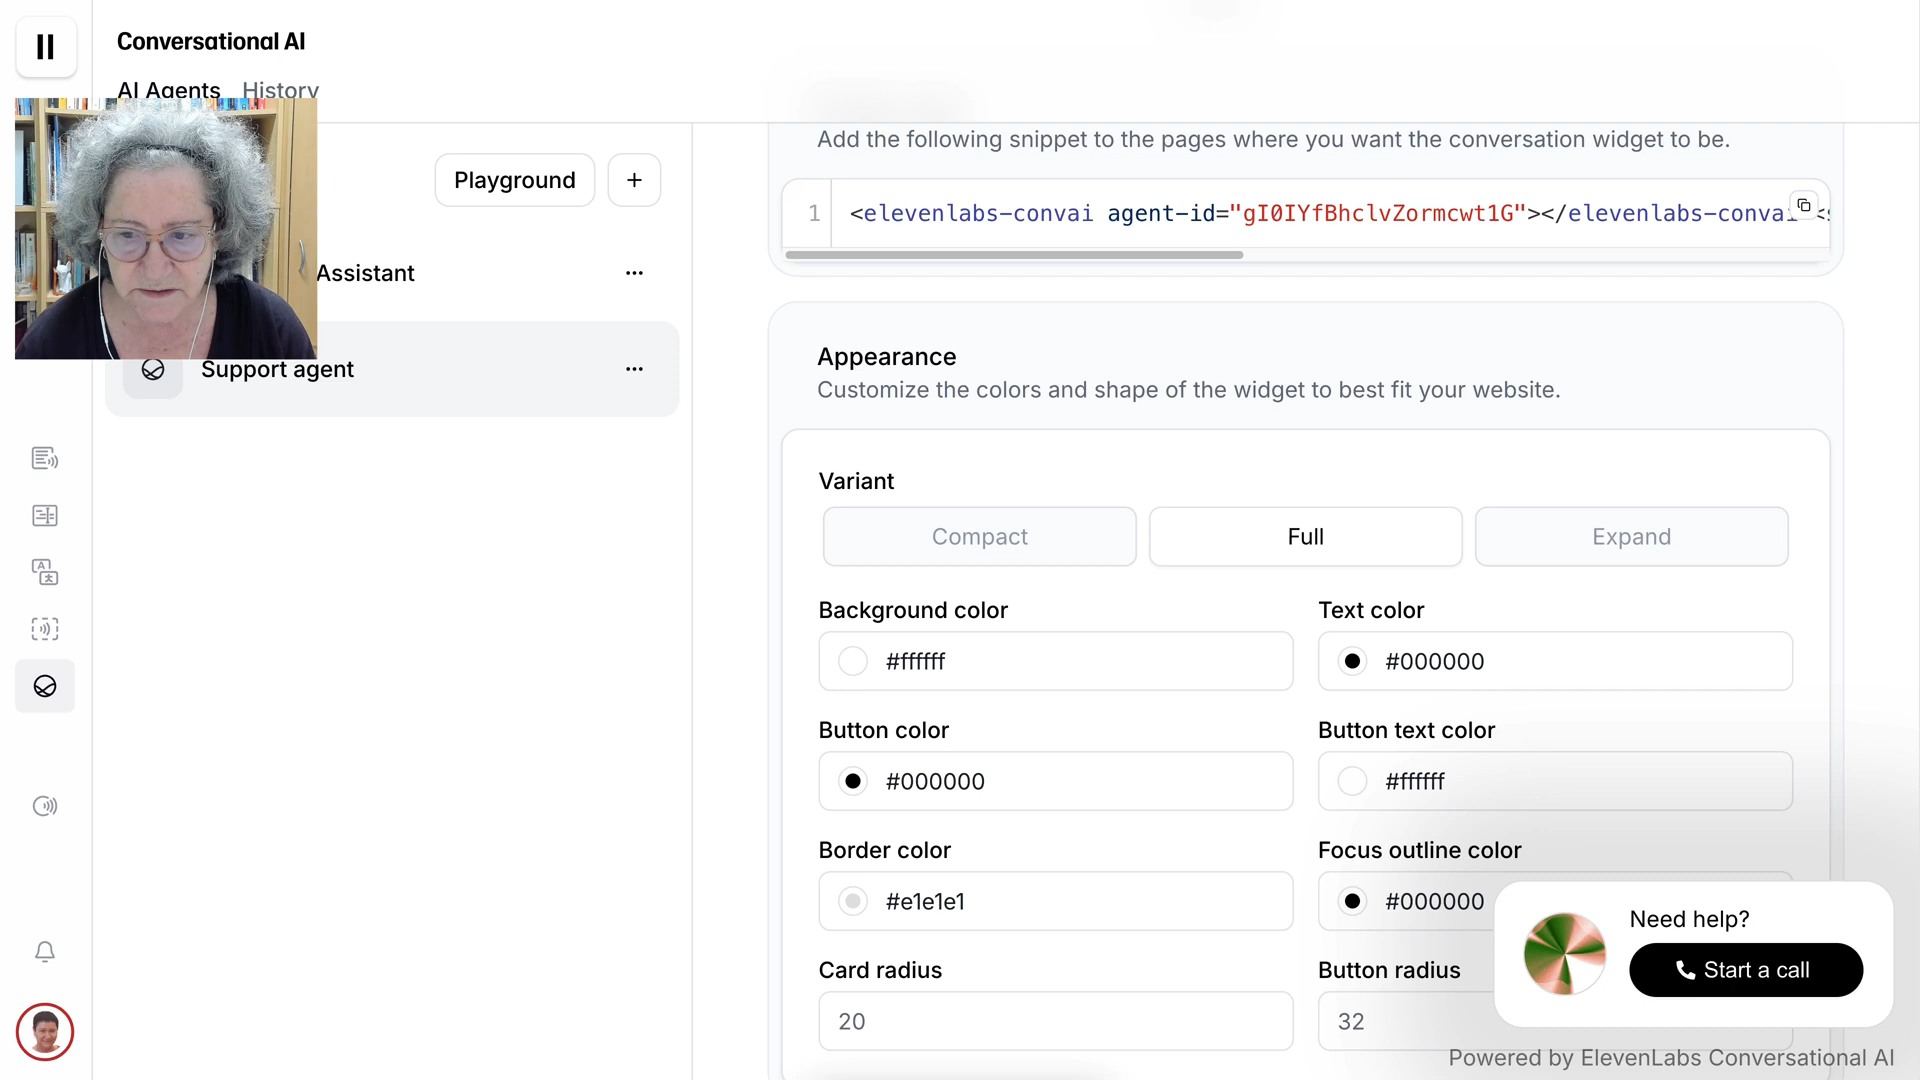 Conversational AI
AI Agents History
Playground +
Assistant ...
Support agent ...
Add the following snippet to the pages where you want the conversation widget to be.
1 <elevenlabs-convai agent-id="gI0IYfBhclvZormcwt1G"></elevenlabs-convai
Appearance
Customize the colors and shape of the widget to best fit your website.
Variant
Compact Full Expand
Background color Text color
#ffffff #000000
Button color Button text color
#000000 #ffffff
Border color Focus outline color
#e1e1e1 #000000
Card radius Button radius
20 32
Need help?
Start a call
Powered by ElevenLabs Conversational AI